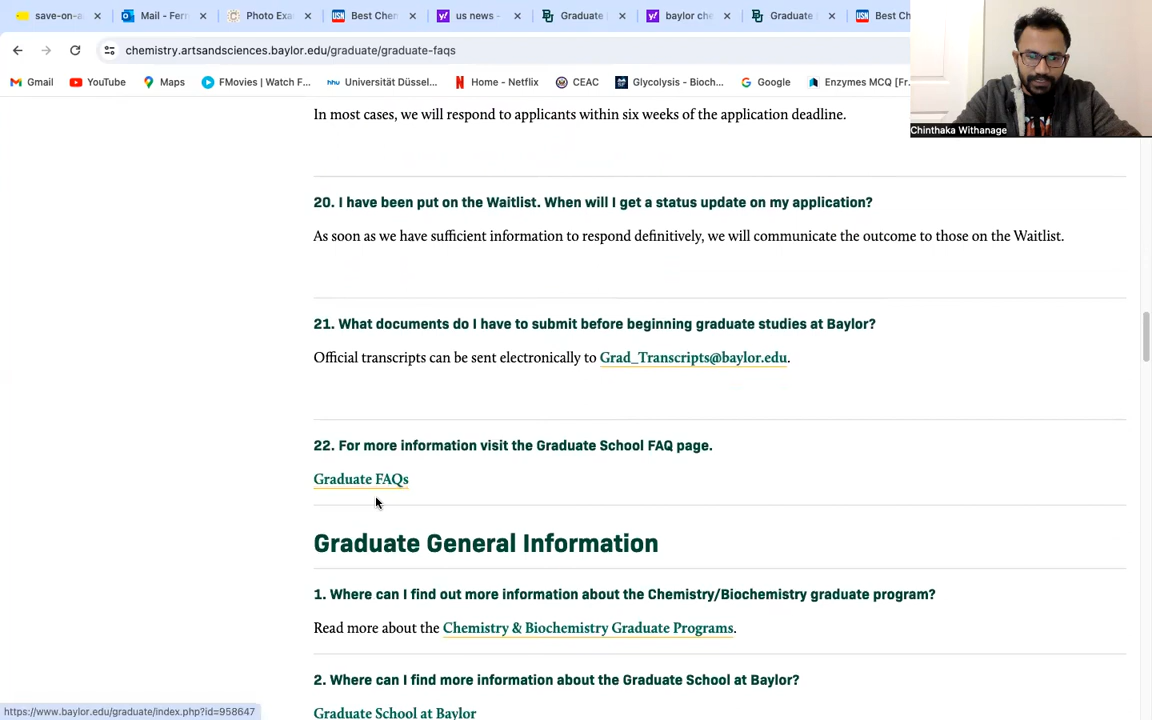 save-on-a
Mail - Fern
Photo Exa
Best Chen
us news -
Graduate
baylor che
Graduate
Best Ch
chemistry.artsandsciences.baylor.edu/graduate/graduate-faqs
Gmail
YouTube
Maps
FMovies | Watch F...
hhu
Universität Düssel...
Home - Netflix
CEAC
Glycolysis - Bioch...
Google
Enzymes MCQ [Fr...
Chinthaka Withanage
In most cases, we will respond to applicants within six weeks of the application deadline.
20. I have been put on the Waitlist. When will I get a status update on my application?
As soon as we have sufficient information to respond definitively, we will communicate the outcome to those on the Waitlist.
21. What documents do I have to submit before beginning graduate studies at Baylor?
Official transcripts can be sent electronically to Grad_Transcripts@baylor.edu.
22. For more information visit the Graduate School FAQ page.
Graduate FAQs
Graduate General Information
1. Where can I find out more information about the Chemistry/Biochemistry graduate program?
Read more about the Chemistry & Biochemistry Graduate Programs.
2. Where can I find more information about the Graduate School at Baylor?
Graduate School at Baylor
https://www.baylor.edu/graduate/index.php?id=958647